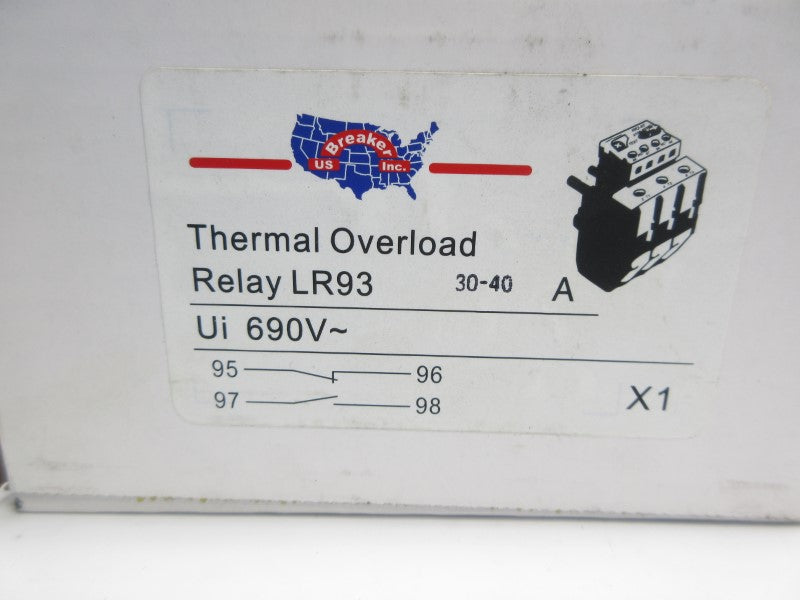 Breaker
US Inc.
Thermal Overload
Relay LR93 30-40 A
Ui 690V~
95 96
97 98
X1